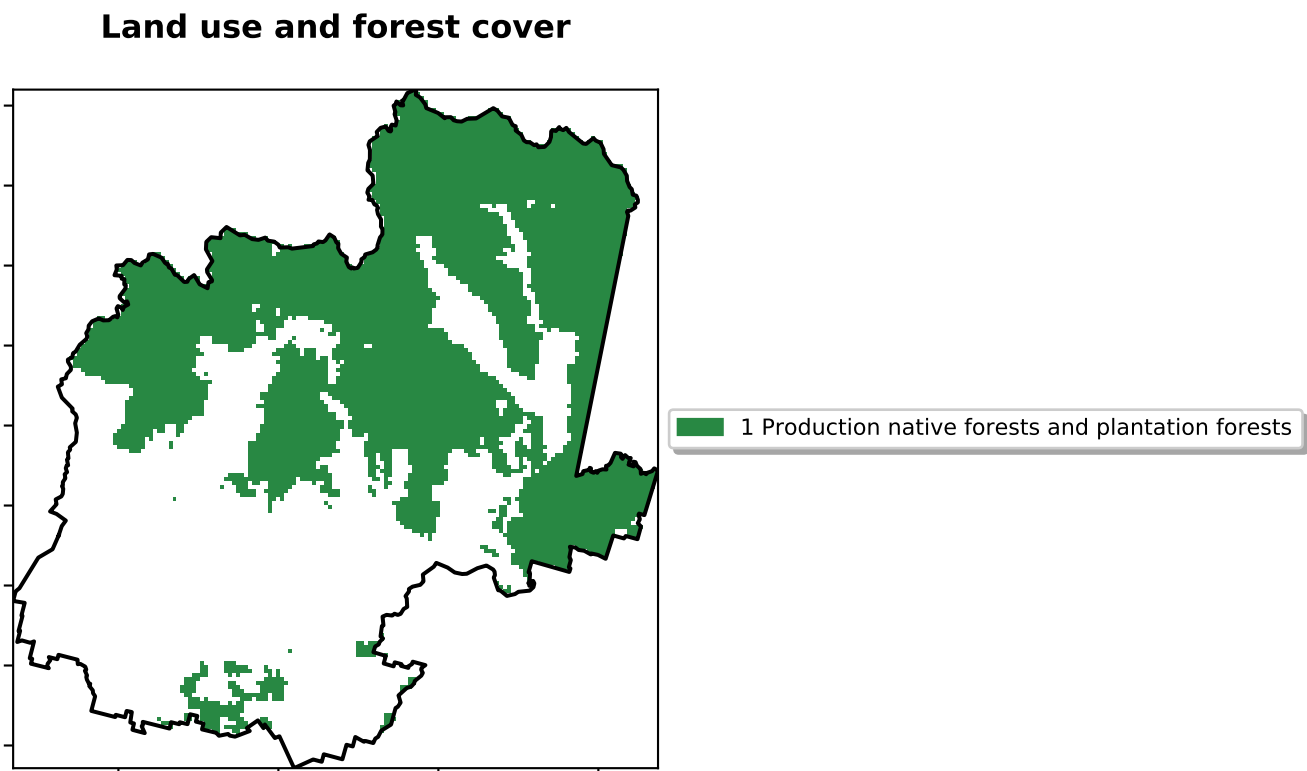 Land use and forest cover
1 Production native forests and plantation forests